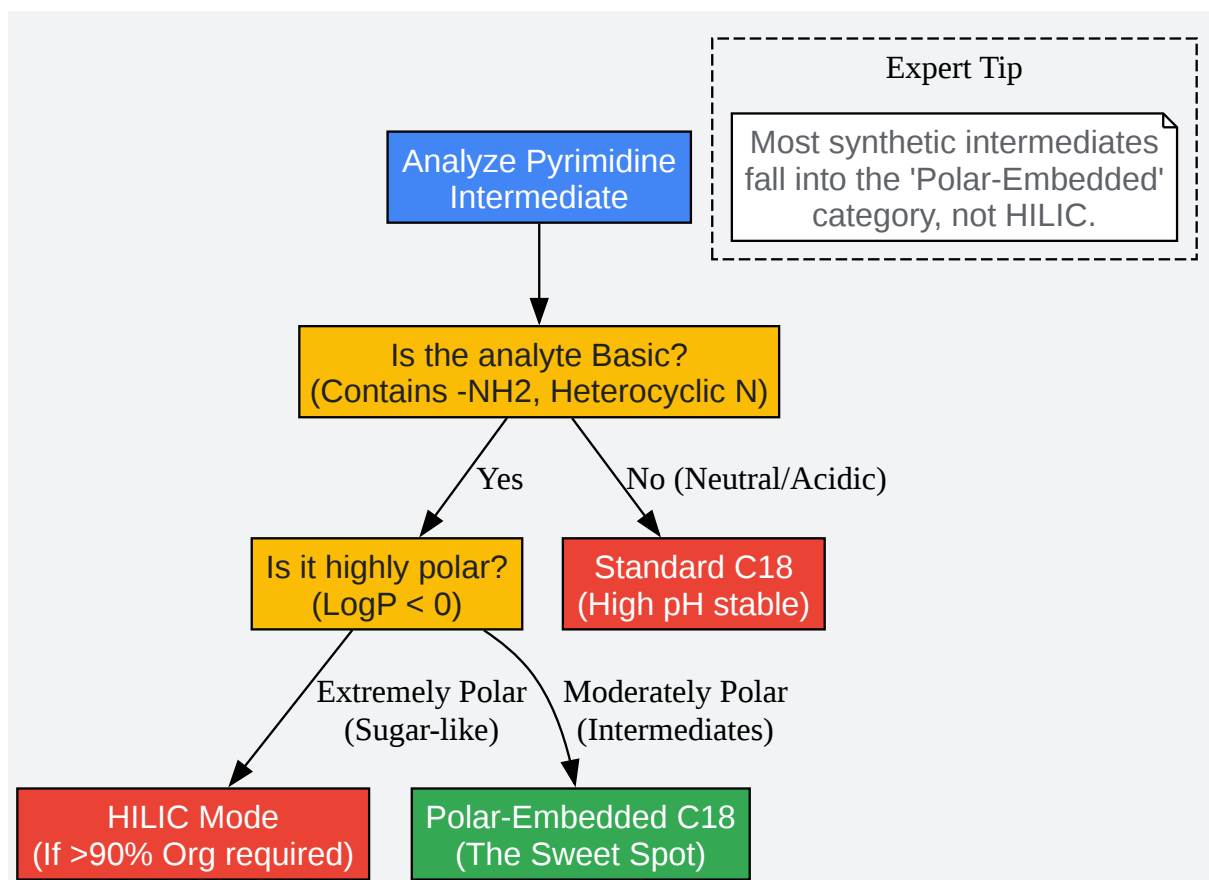 Expert Tip
Most synthetic intermediates
fall into the 'Polar-Embedded'
category, not HILIC.
Analyze Pyrimidine
Intermediate
Is the analyte Basic?
(Contains -NH2, Heterocyclic N)
Yes
No (Neutral/Acidic)
Is it highly polar?
(LogP < 0)
Standard C18
(High pH stable)
Extremely Polar
(Sugar-like)
Moderately Polar
(Intermediates)
HILIC Mode
(If >90% Org required)
Polar-Embedded C18
(The Sweet Spot)